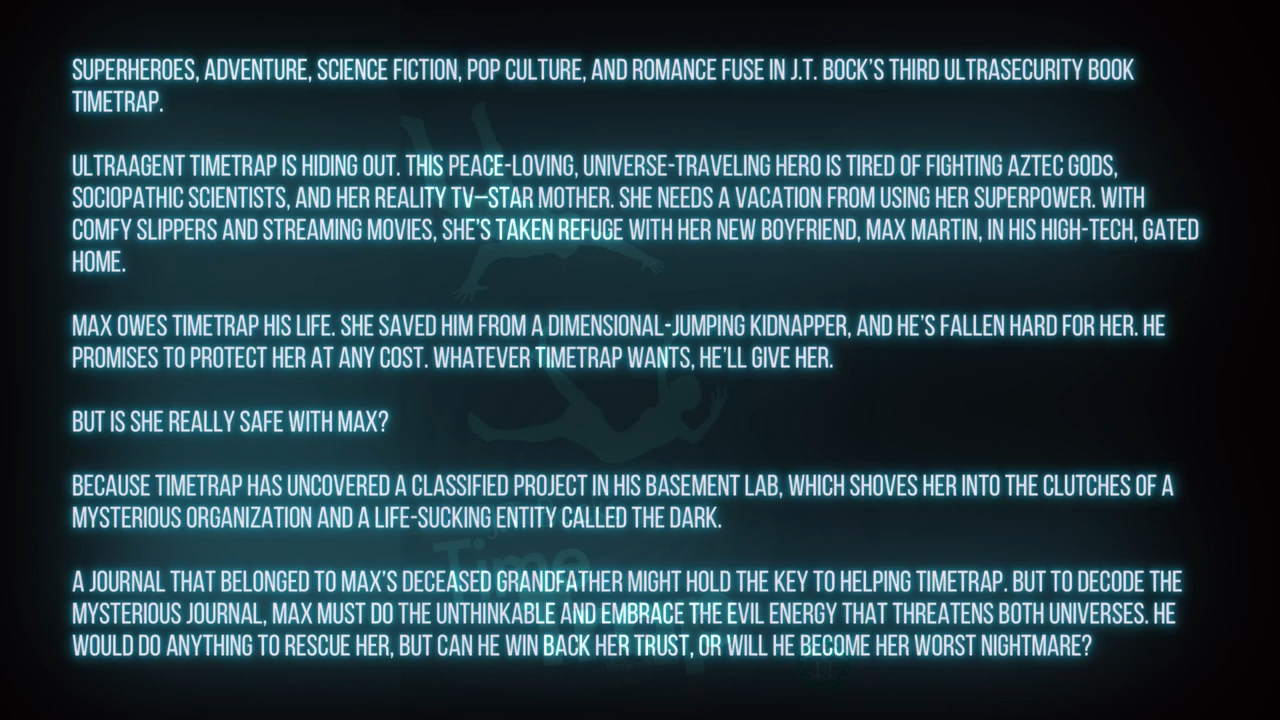 SUPERHEROES, ADVENTURE, SCIENCE FICTION, POP CULTURE, AND ROMANCE FUSE IN J.T. BOCK'S THIRD ULTRASECURITY BOOK
TIMETRAP.
ULTRAAGENT TIMETRAP IS HIDING OUT. THIS PEACE-LOVING, UNIVERSE-TRAVELING HERO IS TIRED OF FIGHTING AZTEC GODS,
SOCIOPATHIC SCIENTISTS, AND HER REALITY TV–STAR MOTHER. SHE NEEDS A VACATION FROM USING HER SUPERPOWER. WITH
COMFY SLIPPERS AND STREAMING MOVIES, SHE'S TAKEN REFUGE WITH HER NEW BOYFRIEND, MAX MARTIN, IN HIS HIGH-TECH, GATED
HOME.
MAX OWES TIMETRAP HIS LIFE. SHE SAVED HIM FROM A DIMENSIONAL-JUMPING KIDNAPPER, AND HE'S FALLEN HARD FOR HER. HE
PROMISES TO PROTECT HER AT ANY COST. WHATEVER TIMETRAP WANTS, HE'LL GIVE HER.
BUT IS SHE REALLY SAFE WITH MAX?
BECAUSE TIMETRAP HAS UNCOVERED A CLASSIFIED PROJECT IN HIS BASEMENT LAB, WHICH SHOVES HER INTO THE CLUTCHES OF A
MYSTERIOUS ORGANIZATION AND A LIFE-SUCKING ENTITY CALLED THE DARK.
Time
A JOURNAL THAT BELONGED TO MAX'S DECEASED GRANDFATHER MIGHT HOLD THE KEY TO HELPING TIMETRAP. BUT TO DECODE THE
MYSTERIOUS JOURNAL, MAX MUST DO THE UNTHINKABLE AND EMBRACE THE EVIL ENERGY THAT THREATENS BOTH UNIVERSES. HE
WOULD DO ANYTHING TO RESCUE HER, BUT CAN HE WIN BACK HER TRUST, OR WILL HE BECOME HER WORST NIGHTMARE?